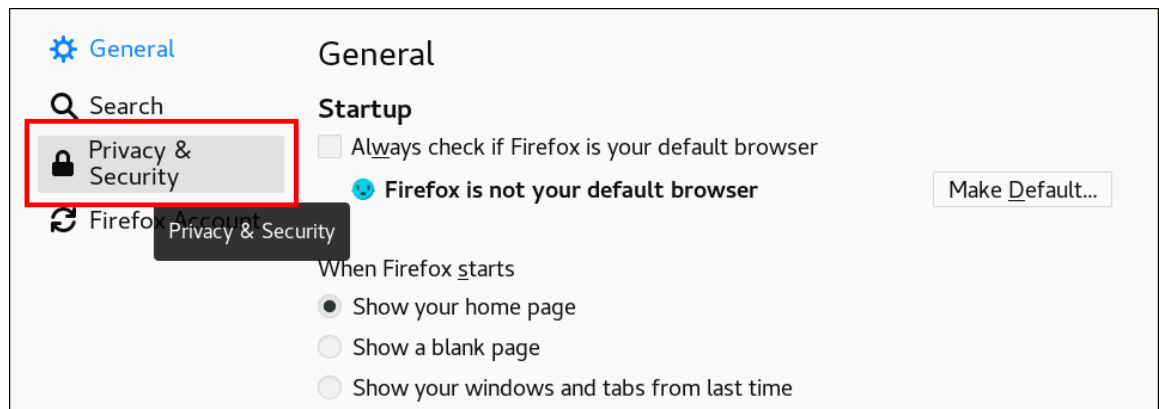 General
Search
Privacy &
Security
Firefox Account
Privacy & Security
General
Startup
Always check if Firefox is your default browser
Firefox is not your default browser
Make Default...
When Firefox starts
Show your home page
Show a blank page
Show your windows and tabs from last time